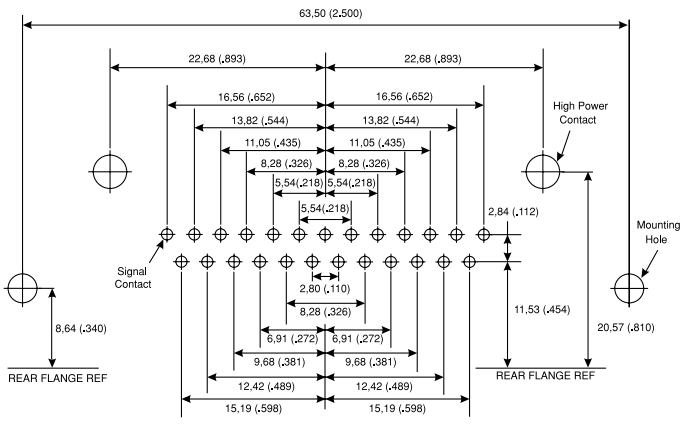 63,50 (2.500)
22,68 (.893) 22,68 (.893)
16,56 (.652) 16,56 (.652)
High Power
Contact
13,82 (.544) 13,82 (.544)
11,05 (.435) 11,05 (.435)
8,28 (.326) 8,28 (.326)
5,54(.218) 5,54(.218)
5,54(.218)
2,84 (.112)
Mounting
Hole
Signal
Contact
2,80 (.110)
8,28 (.326)
11,53 (.454)
8,64 (.340)
20,57 (.810)
6,91 (.272) 6,91 (.272)
9,68 (.381) 9,68 (.381)
REAR FLANGE REF REAR FLANGE REF
12,42 (.489) 12,42 (.489)
15,19 (.598) 15,19 (.598)